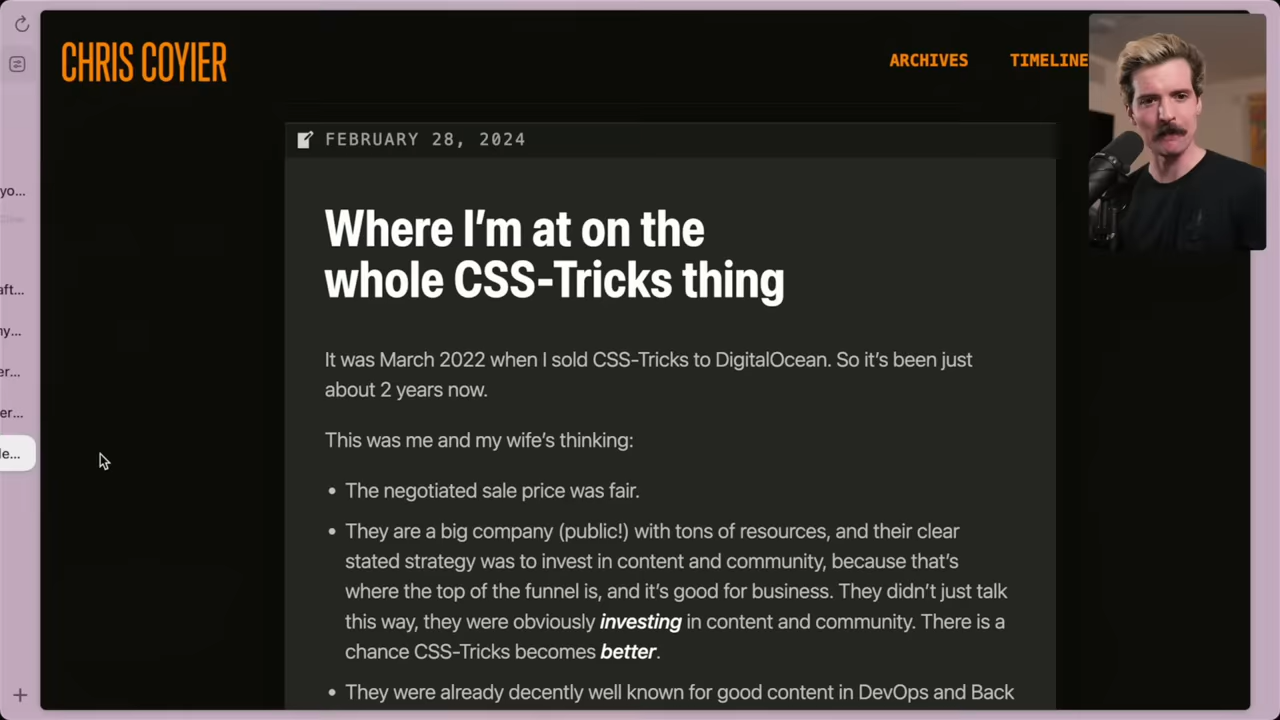 CHRIS COYIER
ARCHIVES
TIMELINE
FEBRUARY 28, 2024
Where I’m at on the
whole CSS-Tricks thing
It was March 2022 when I sold CSS-Tricks to DigitalOcean. So it’s been just
about 2 years now.
This was me and my wife’s thinking:
• The negotiated sale price was fair.
• They are a big company (public!) with tons of resources, and their clear
stated strategy was to invest in content and community, because that’s
where the top of the funnel is, and it’s good for business. They didn’t just talk
this way, they were obviously investing in content and community. There is a
chance CSS-Tricks becomes better.
• They were already decently well known for good content in DevOps and Back
yo...
aft...
ny...
er...
er...
le...